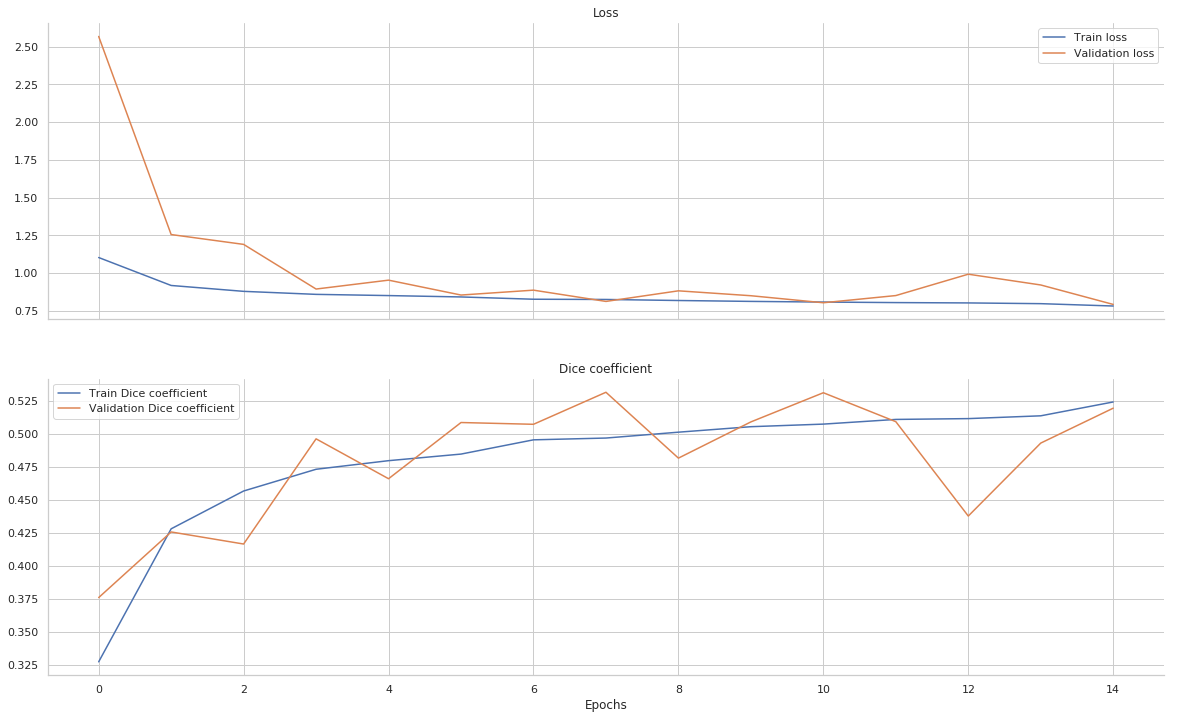 Loss
2.50
2.25
2.00
1.75
1.50
1.25
1.00
0.75
Train loss
Validation loss
Dice coefficient
0.525
0.500
0.475
0.450
0.425
0.400
0.375
0.350
0.325
Train Dice coefficient
Validation Dice coefficient
0 2 4 6 8 10 12 14
Epochs